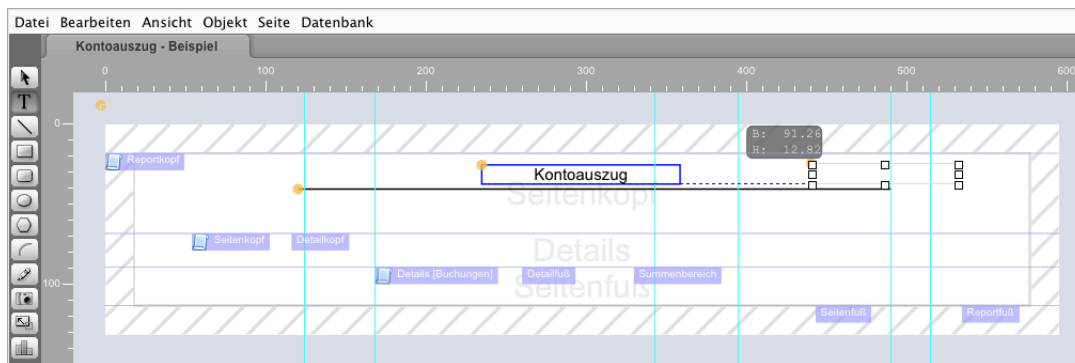 Datei Bearbeiten Ansicht Objekt Seite Datenbank
Kontoauszug - Beispiel
0 100 200 300 400 500 600
0
B: 91.26
H: 12.82
Reportkopf
Kontoauszug
Seitenkopf
Seitenkopf Detailkopf
Details
Details [Buchungen] Detailfuß Summenbereich
100
Seitenfuß
Seitenfuß Reportfuß
T